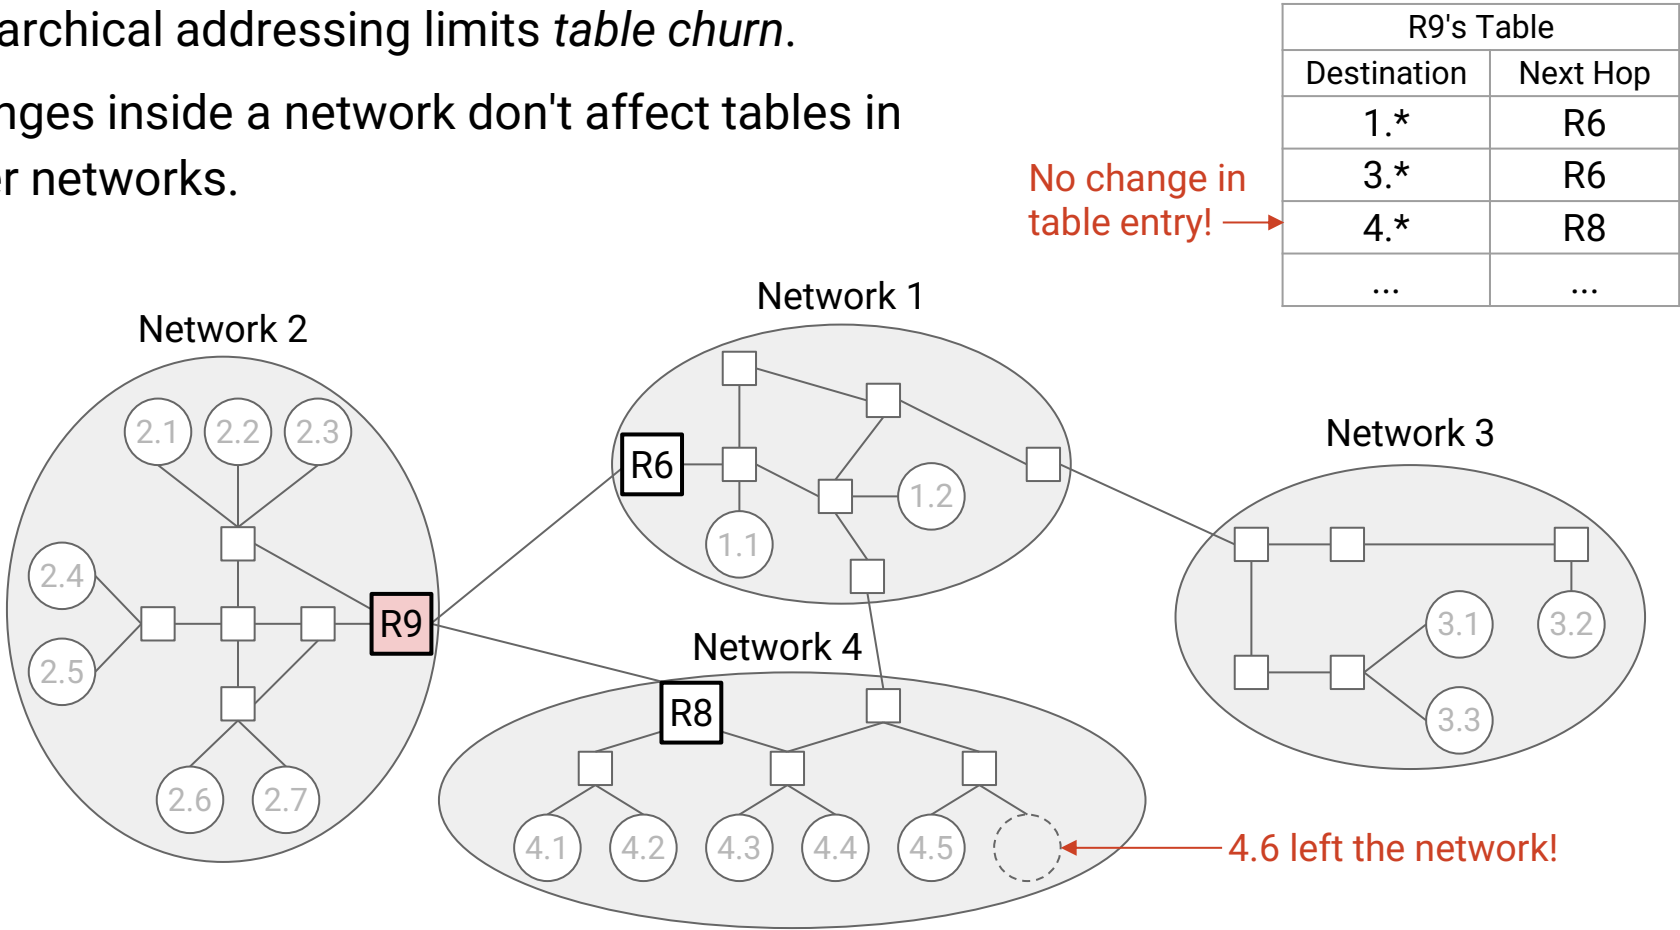 archical addressing limits table churn.
nges inside a network don't affect tables in
er networks.
R9's Table
Destination Next Hop
1.* R6
3.* R6
4.* R8
... ...
No change in
table entry!
Network 1
Network 2
Network 3
Network 4
2.1 2.2 2.3
2.4
2.5
2.6 2.7
R9
R6
1.1
1.2
R8
4.1 4.2 4.3 4.4 4.5
3.1 3.2
3.3
4.6 left the network!